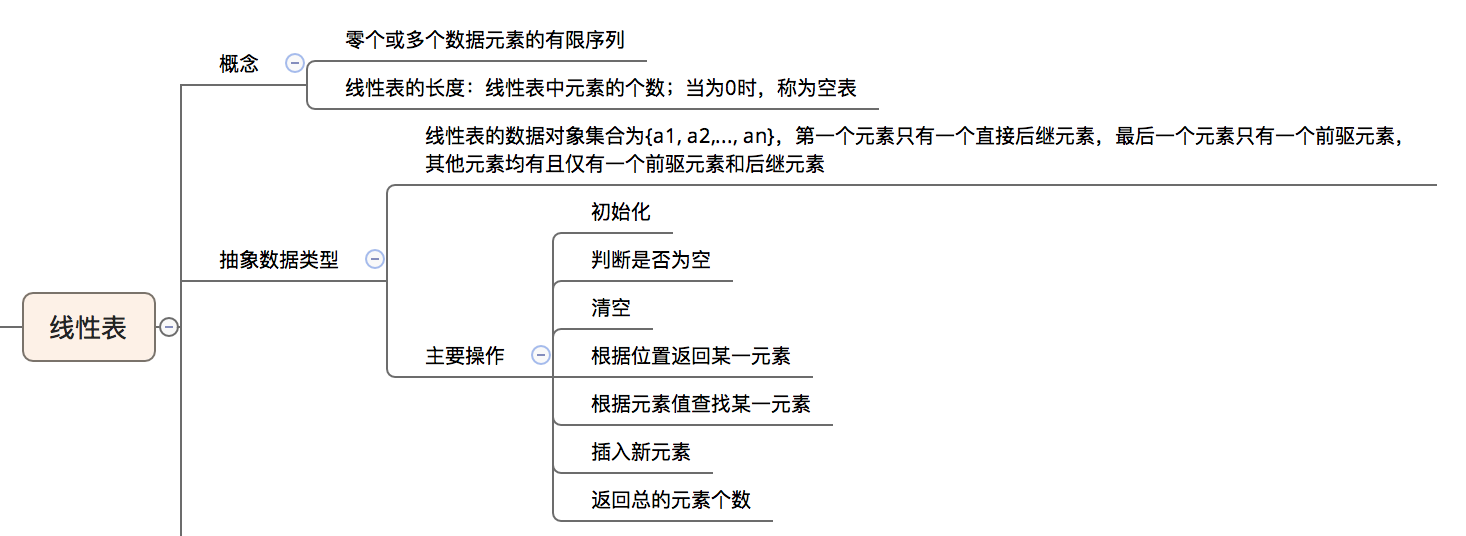 零个或多个数据元素的有限序列
概念
线性表的长度：线性表中元素的个数；当为0时，称为空表
线性表的数据对象集合为{a1, a2,..., an}，第一个元素只有一个直接后继元素，最后一个元素只有一个前驱元素，
其他元素均有且仅有一个前驱元素和后继元素
初始化
抽象数据类型
判断是否为空
清空
线性表
主要操作
根据位置返回某一元素
根据元素值查找某一元素
插入新元素
返回总的元素个数